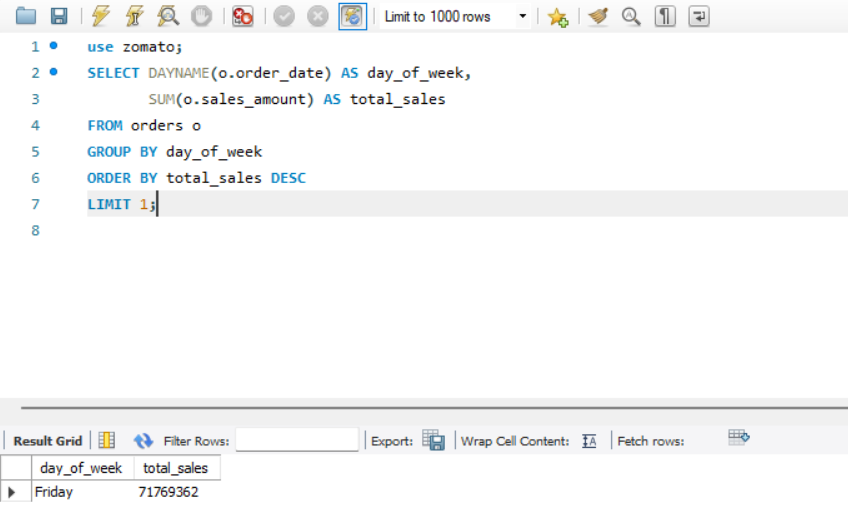 Limit to 1000 rows
1 use zomato;
2 SELECT DAYNAME(o.order_date) AS day_of_week,
3 SUM(o.sales_amount) AS total_sales
4 FROM orders o
5 GROUP BY day_of_week
6 ORDER BY total_sales DESC
7 LIMIT 1;
8
Result Grid Filter Rows: Export: Wrap Cell Content: IA Fetch rows:
day_of_week total_sales
Friday 71769362